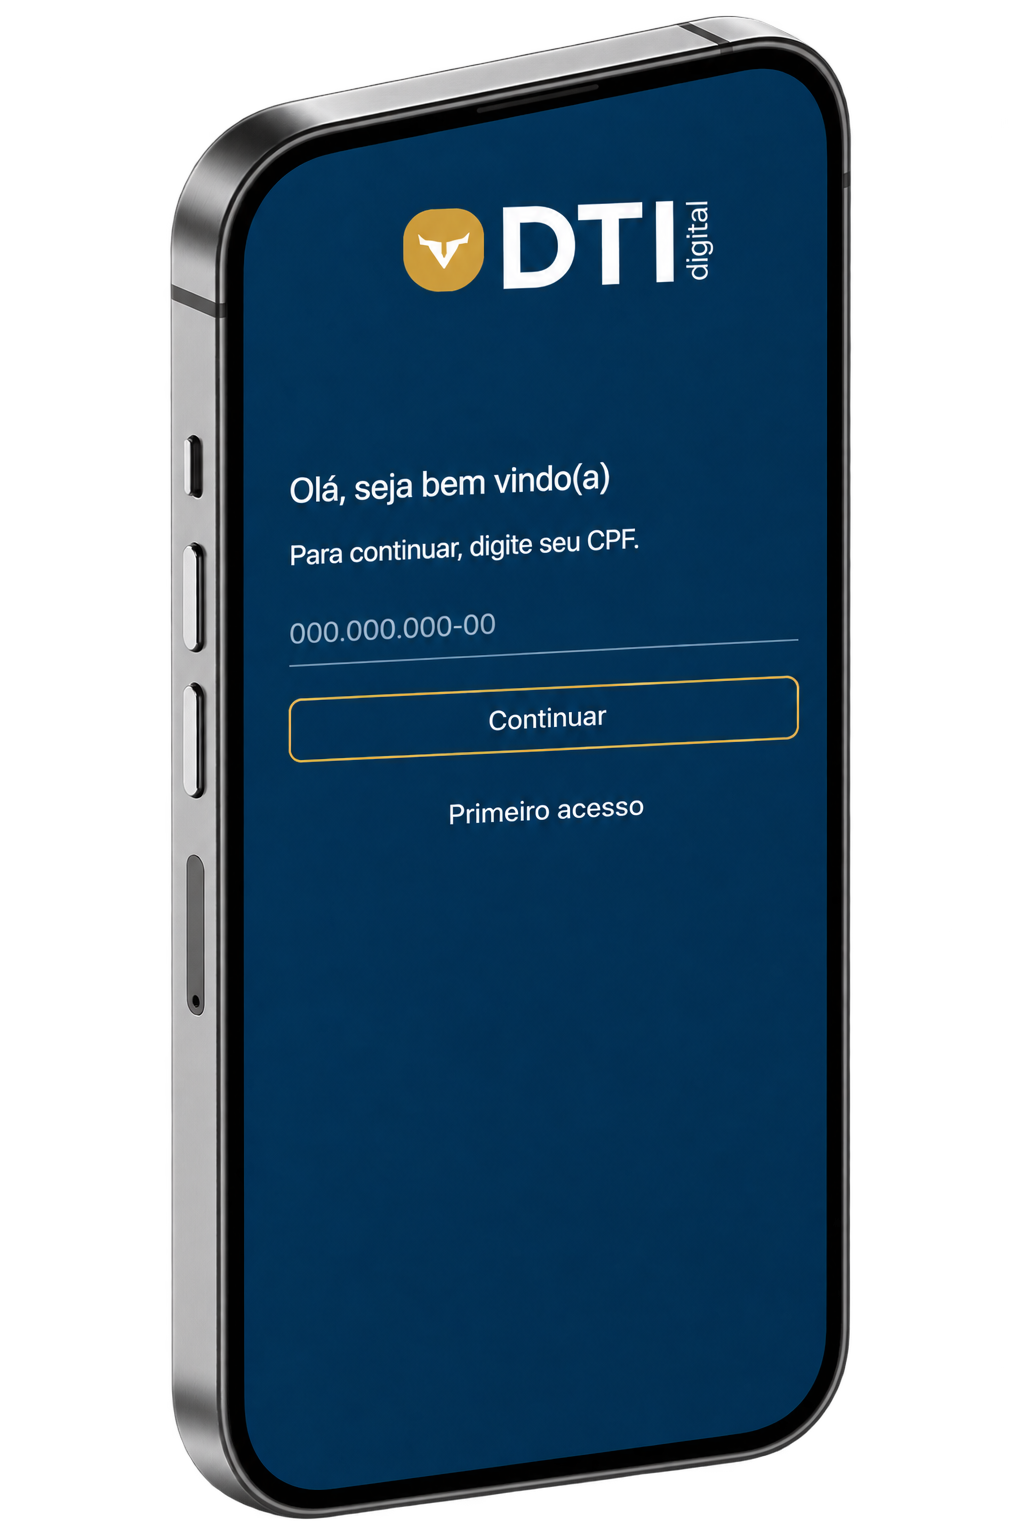 DTI digital
Olá, seja bem vindo(a)
Para continuar, digite seu CPF.
000.000.000-00
Continuar
Primeiro acesso